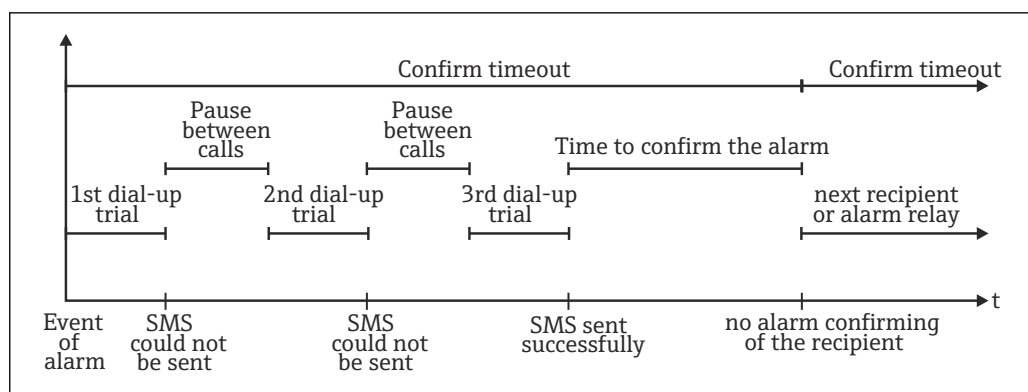 Confirm timeout
Confirm timeout
Pause
between
calls
Pause
between
calls
Time to confirm the alarm
1st dial-up
trial
2nd dial-up
trial
3rd dial-up
trial
next recipient
or alarm relay
t
Event
of
alarm
SMS
could not
be sent
SMS
could not
be sent
SMS sent
successfully
no alarm confirming
of the recipient